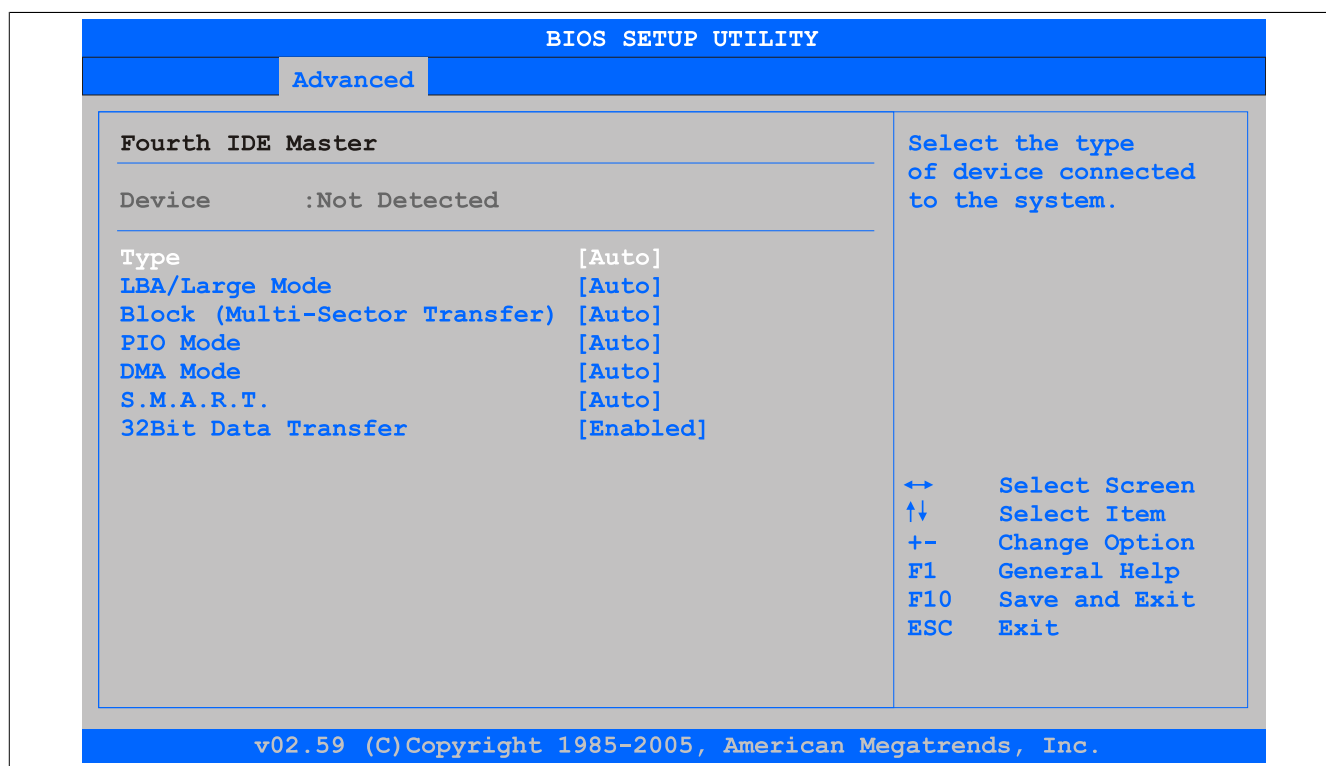 BIOS SETUP UTILITY
Advanced
Fourth IDE Master
Device :Not Detected
Type [Auto]
LBA/Large Mode [Auto]
Block (Multi-Sector Transfer) [Auto]
PIO Mode [Auto]
DMA Mode [Auto]
S.M.A.R.T. [Auto]
32Bit Data Transfer [Enabled]
Select the type
of device connected
to the system.
↔ Select Screen
↑↓ Select Item
+- Change Option
F1 General Help
F10 Save and Exit
ESC Exit
v02.59 (C)Copyright 1985-2005, American Megatrends, Inc.